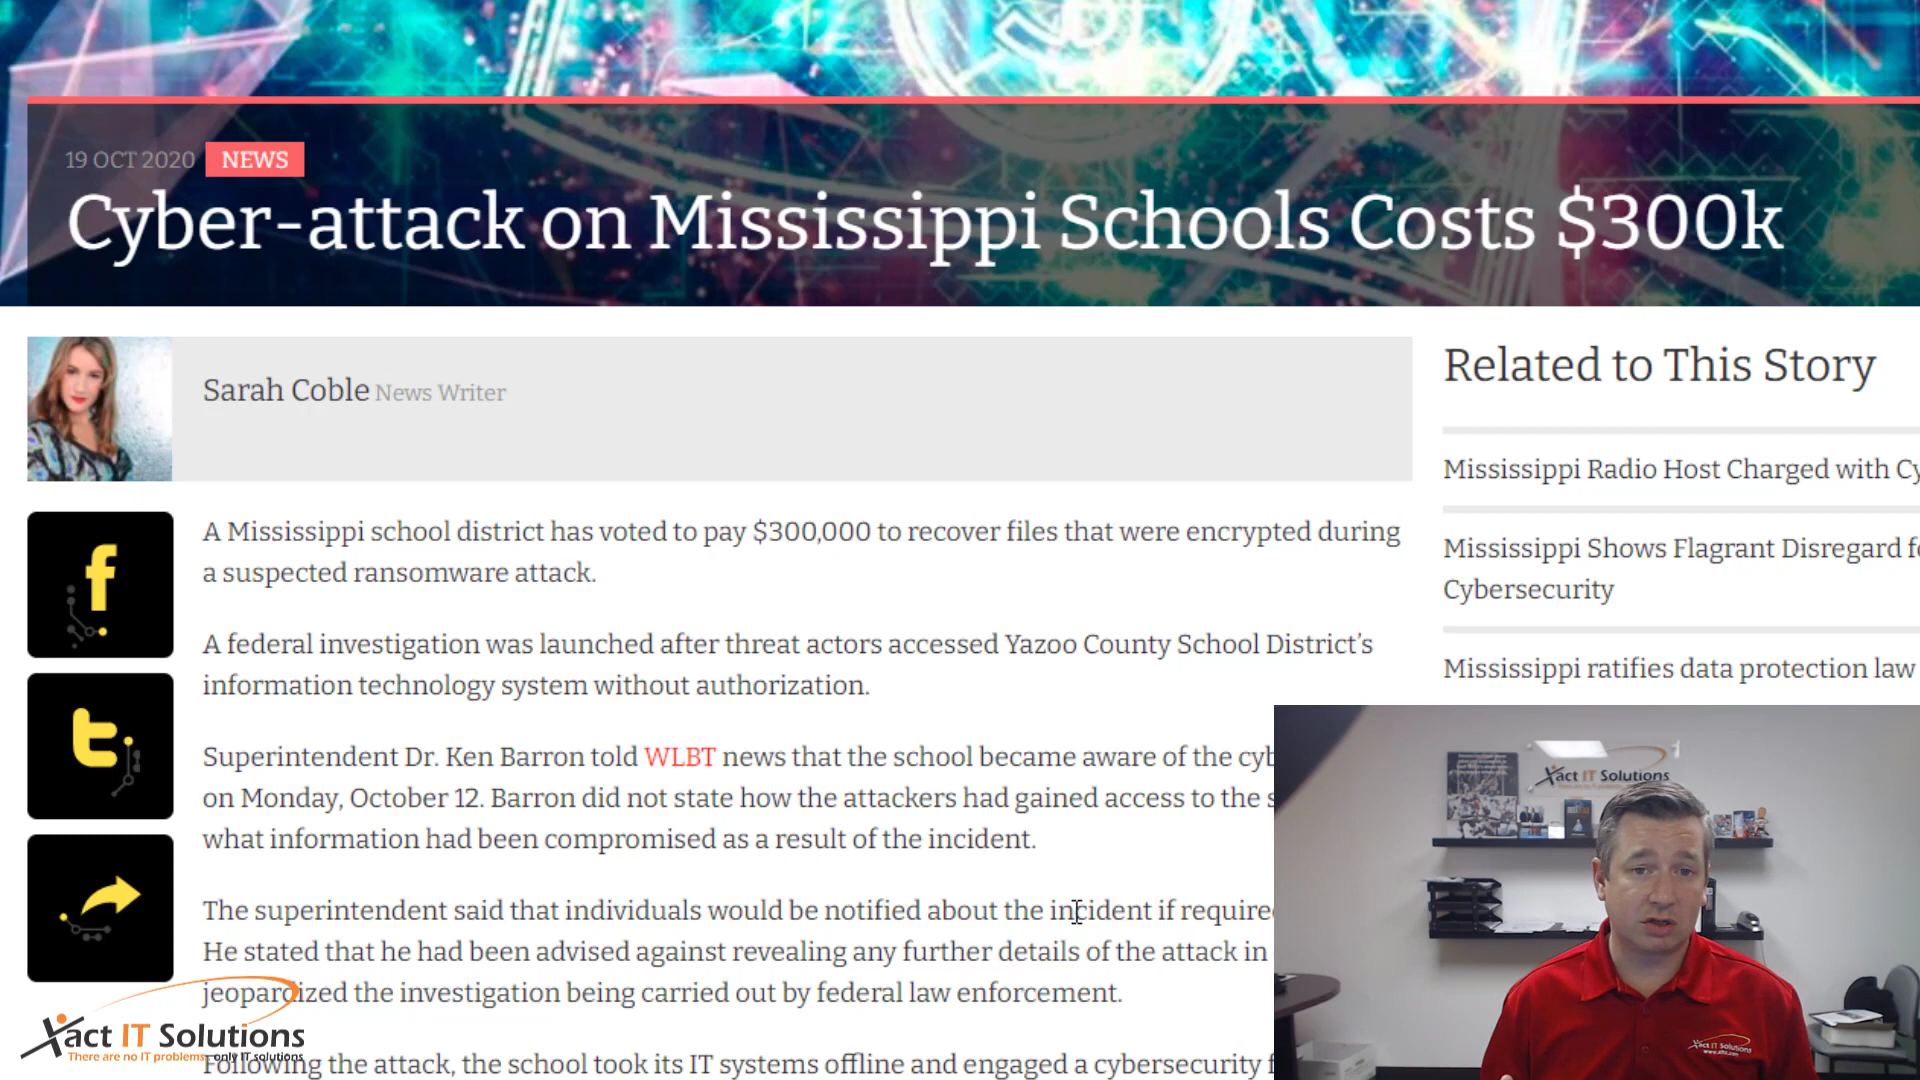 19 OCT 2020 NEWS
Cyber-attack on Mississippi Schools Costs $300k
Sarah Coble News Writer
A Mississippi school district has voted to pay $300,000 to recover files that were encrypted during
a suspected ransomware attack.
A federal investigation was launched after threat actors accessed Yazoo County School District's
information technology system without authorization.
Superintendent Dr. Ken Barron told WLBT news that the school became aware of the cyb
on Monday, October 12. Barron did not state how the attackers had gained access to the s
what information had been compromised as a result of the incident.
The superintendent said that individuals would be notified about the incident if require
He stated that he had been advised against revealing any further details of the attack in
jeopardized the investigation being carried out by federal law enforcement.
Following the attack, the school took its IT systems offline and engaged a cybersecurity f
Related to This Story
Mississippi Radio Host Charged with Cy
Mississippi Shows Flagrant Disregard fo
Cybersecurity
Mississippi ratifies data protection law
Xact IT Solutions
Xact IT Solutions
Xact IT Solutions
There are no IT problems, only IT solutions